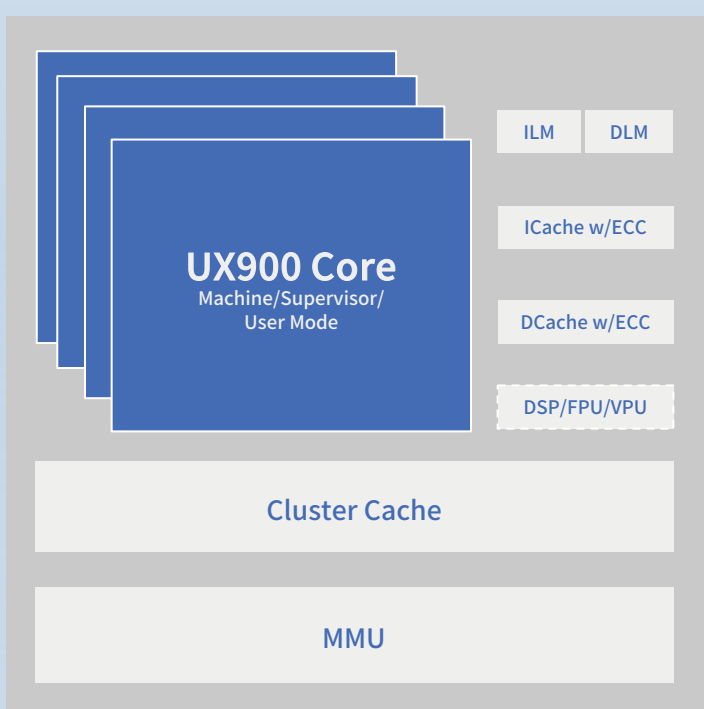 UX900 Core
Machine/Supervisor/
User Mode
ILM
DLM
ICache w/ECC
DCache w/ECC
DSP/FPU/VPU
Cluster Cache
MMU